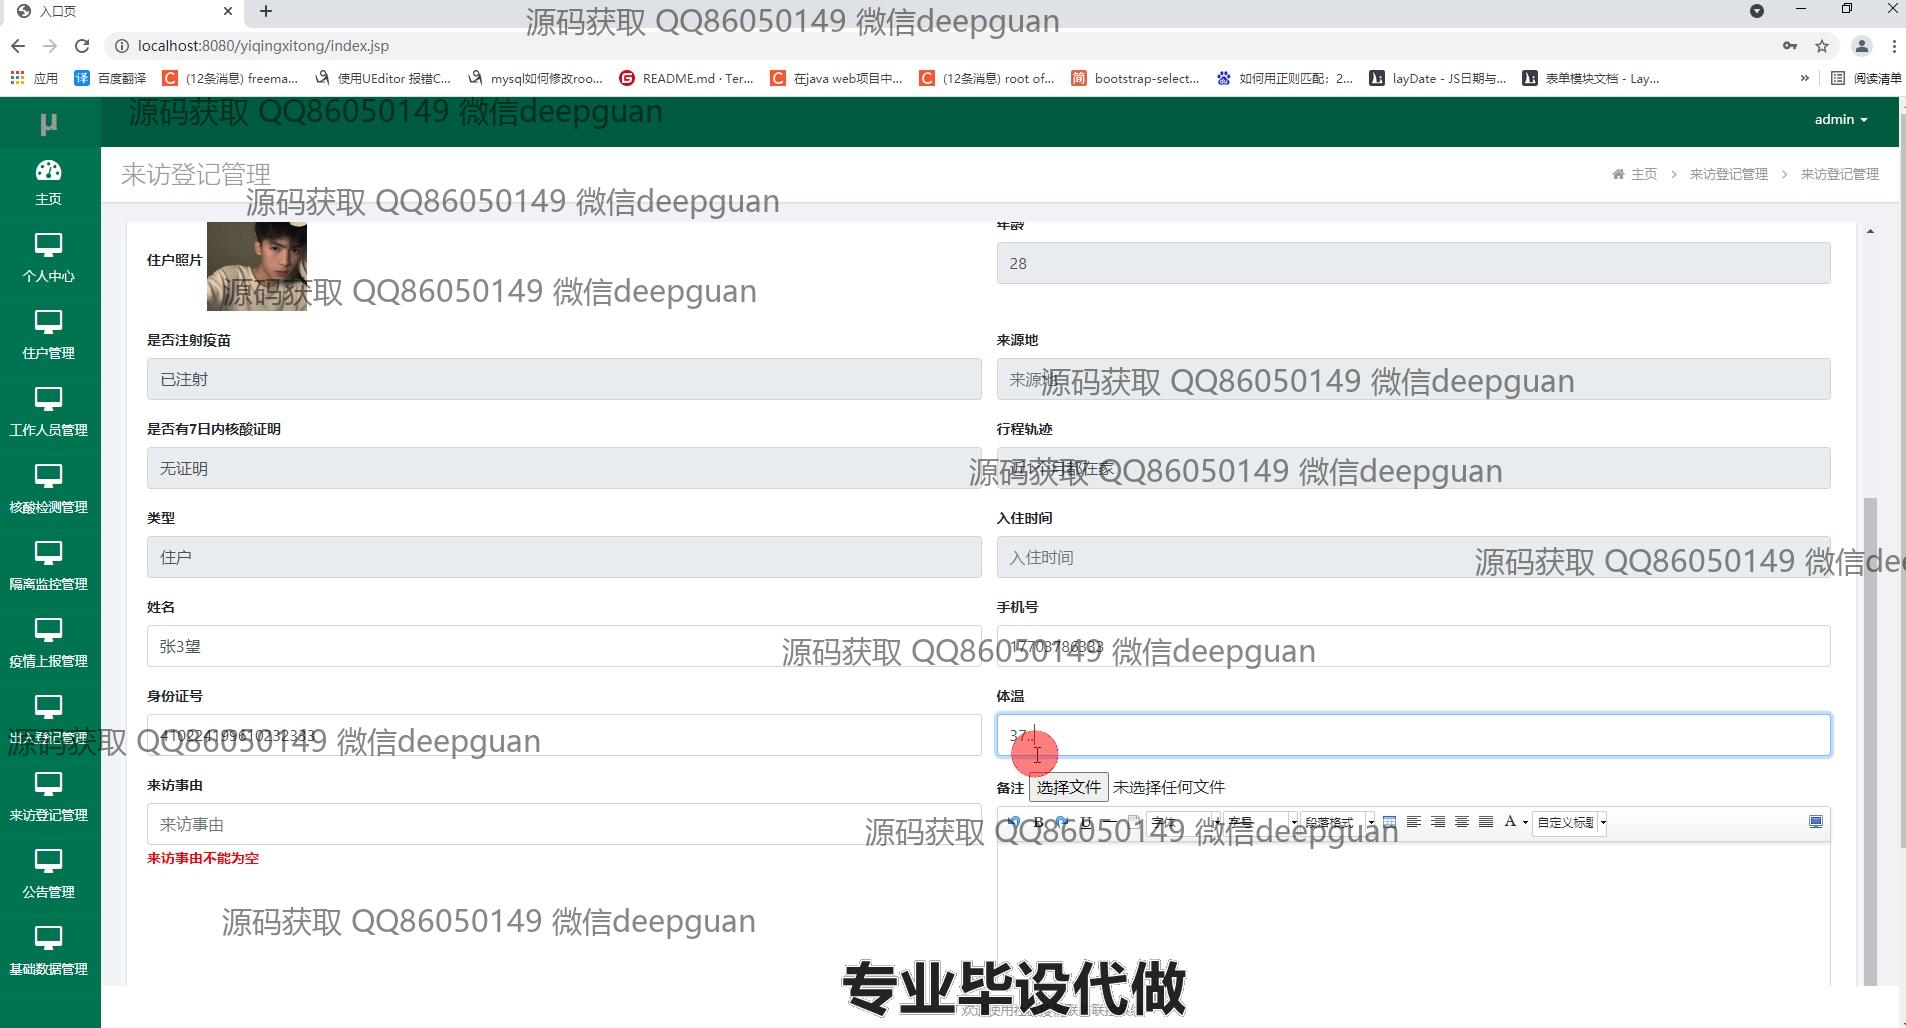 入口页
源码获取 QQ86050149 微信deepguan
localhost:8080/yiqingxitong/index.jsp
应用 百度翻译 (12条消息) freema... 使用UEditor 报错C... mysql如何修改roo... README.md · Ter... 在java web项目中... (12条消息) root of... bootstrap-select... 如何用正则匹配：2... layDate - JS日期与... 表单模块文档 - Lay... » 阅读清单
源码获取 QQ86050149 微信deepguan
μ
admin
主页
来访登记管理
主页 > 来访登记管理 > 来访登记管理
源码获取 QQ86050149 微信deepguan
个人中心
住户照片
年龄
28
源码获取 QQ86050149 微信deepguan
住户管理
是否注射疫苗
来源地
已注射
来源地
源码获取 QQ86050149 微信deepguan
工作人员管理
是否有7日内核酸证明
行程轨迹
无证明
近1个月都在家
源码获取 QQ86050149 微信deepguan
核酸检测管理
类型
入住时间
住户
入住时间
源码获取 QQ86050149 微信dee
隔离监控管理
姓名
手机号
张3望
17703786333
源码获取 QQ86050149 微信deepguan
疫情上报管理
身份证号
体温
410224199610232333
37..
源码获取 QQ86050149 微信deepguan
出入登记管理
来访事由
备注 选择文件 未选择任何文件
来访登记管理
来访事由
B U 字体 字号 段落格式 A 自定义标题
源码获取 QQ86050149 微信deepguan
来访事由不能为空
公告管理
源码获取 QQ86050149 微信deepguan
基础数据管理
专业毕设代做